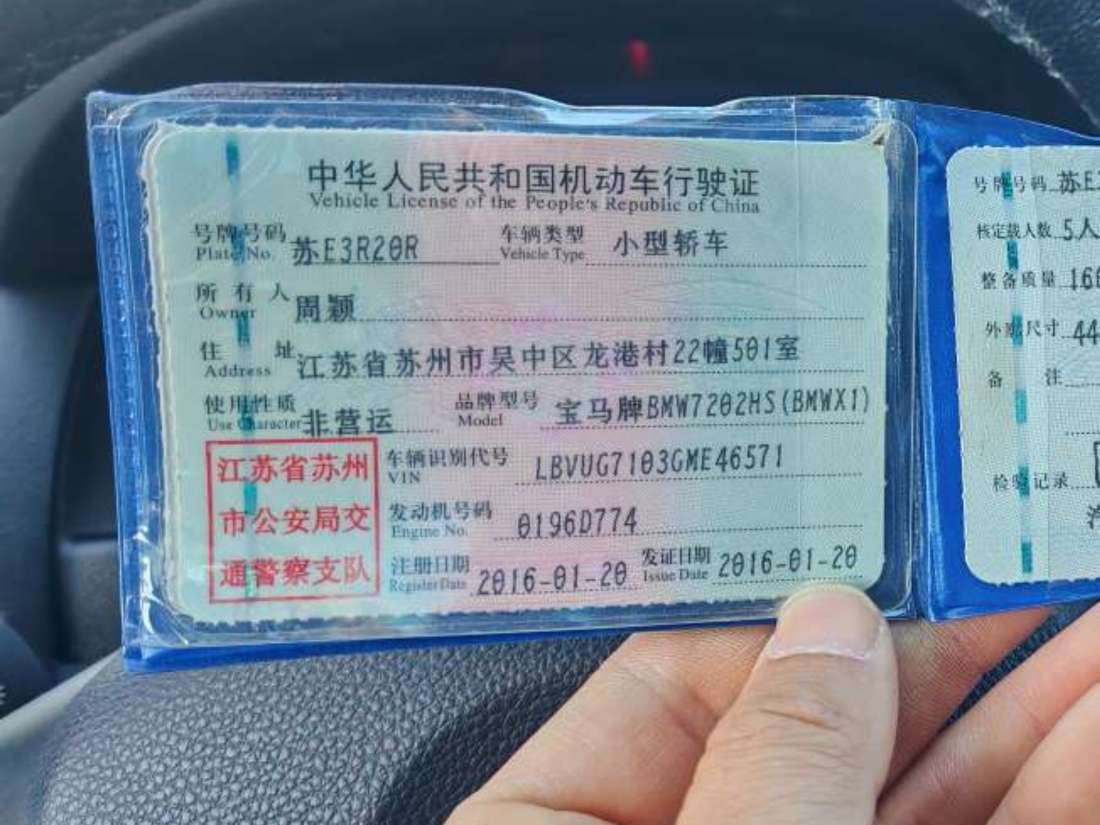 中华人民共和国机动车行驶证
Vehicle License of the People's Republic of China
号牌号码 苏E3R20R 车辆类型 小型轿车
Plate No. Vehicle Type
所有人 周颖
Owner
住址 江苏省苏州市吴中区龙港村22幢501室
Address
使用性质 非营运 品牌型号 宝马牌BMW7202HS(BMWX1)
Use Character Model
车辆识别代号 LBVUG7103GME46571
VIN
发动机号码 0196D774
Engine No.
注册日期 2016-01-20 发证日期 2016-01-20
Register Date Issue Date
江苏省苏州
市公安局交
通警察支队
号牌号码 苏E3
核定载人数 5人
整备质量 166
外廓尺寸 44
备注
检验记录